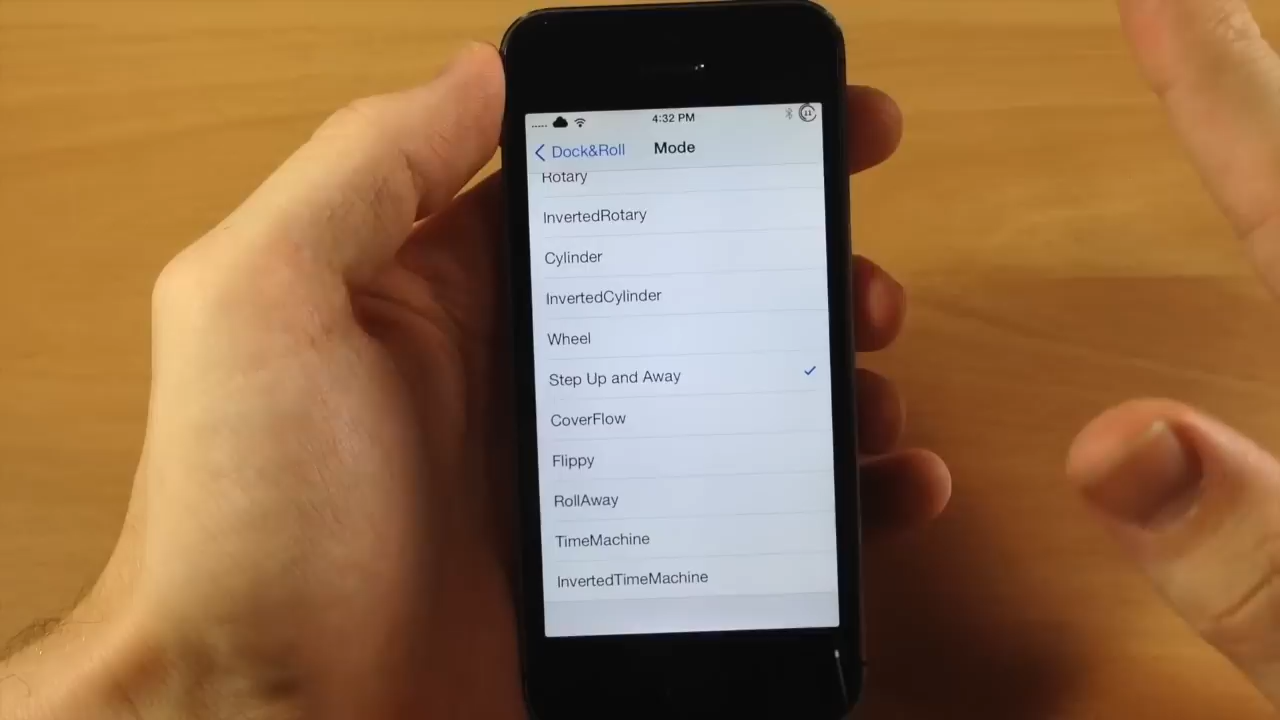 4:32 PM 11
Dock&Roll Mode
Rotary
InvertedRotary
Cylinder
InvertedCylinder
Wheel
Step Up and Away
CoverFlow
Flippy
RollAway
TimeMachine
InvertedTimeMachine